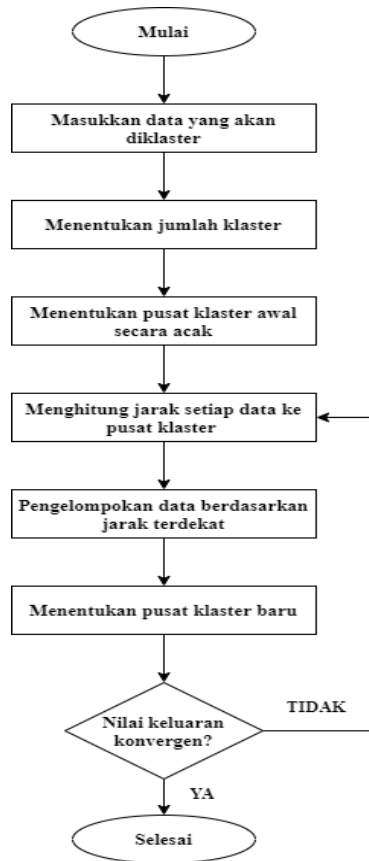 Mulai
Masukkan data yang akan
diklaster
Menentukan jumlah klaster
Menentukan pusat klaster awal
secara acak
Menghitung jarak setiap data ke
pusat klaster
Pengelompokan data berdasarkan
jarak terdekat
Menentukan pusat klaster baru
Nilai keluaran
konvergen?
TIDAK
YA
Selesai